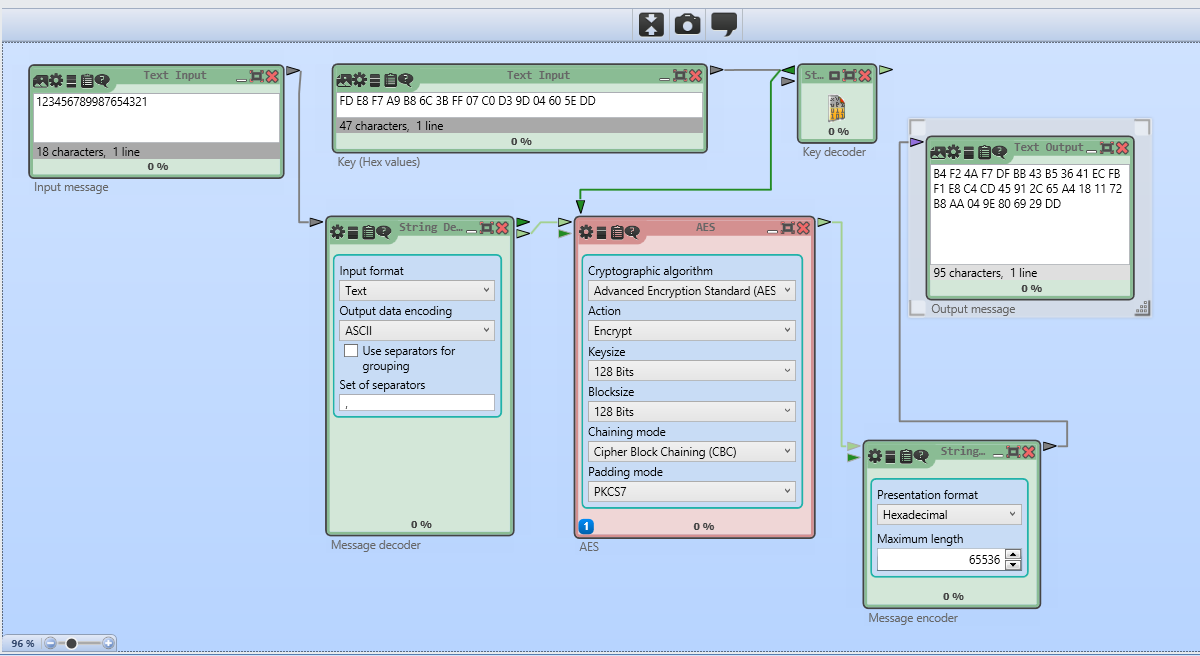 Text Input
123456789987654321
18 characters, 1 line
0 %
Input message
Text Input
FD E8 F7 A9 B8 6C 3B FF 07 C0 D3 9D 04 60 5E DD
47 characters, 1 line
0 %
Key (Hex values)
St...
0 %
Key decoder
Text Output
B4 F2 4A F7 DF BB 43 B5 36 41 EC FB
F1 E8 C4 CD 45 91 2C 65 A4 18 11 72
B8 AA 04 9E 80 69 29 DD
95 characters, 1 line
0 %
Output message
String De...
Input format
Text
Output data encoding
ASCII
Use separators for
grouping
Set of separators
,
0 %
Message decoder
AES
Cryptographic algorithm
Advanced Encryption Standard (AES
Action
Encrypt
Keysize
128 Bits
Blocksize
128 Bits
Chaining mode
Cipher Block Chaining (CBC)
Padding mode
PKCS7
1
0 %
AES
String...
Presentation format
Hexadecimal
Maximum length
65536
0 %
Message encoder
96 %